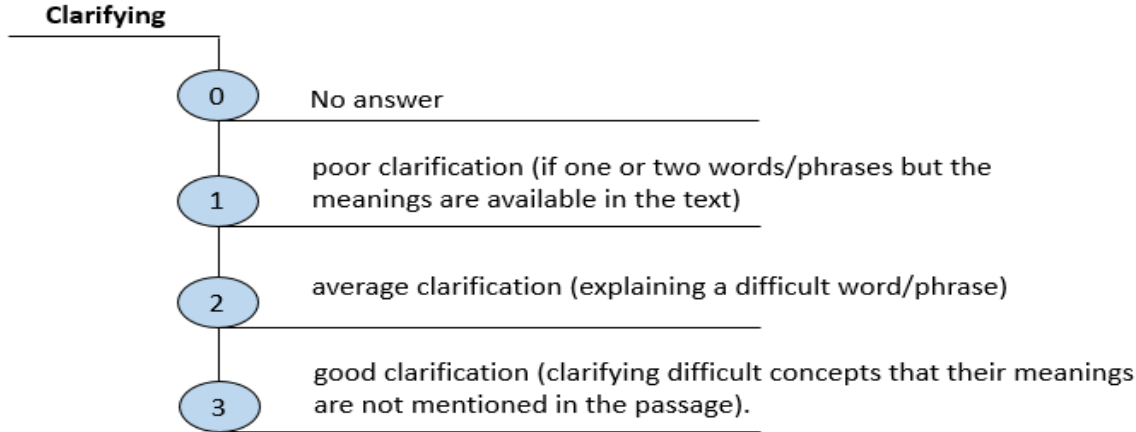 Clarifying
0
No answer
poor clarification (if one or two words/phrases but the
1
meanings are available in the text)
average clarification (explaining a difficult word/phrase)
2
good clarification (clarifying difficult concepts that their meanings
3
are not mentioned in the passage).